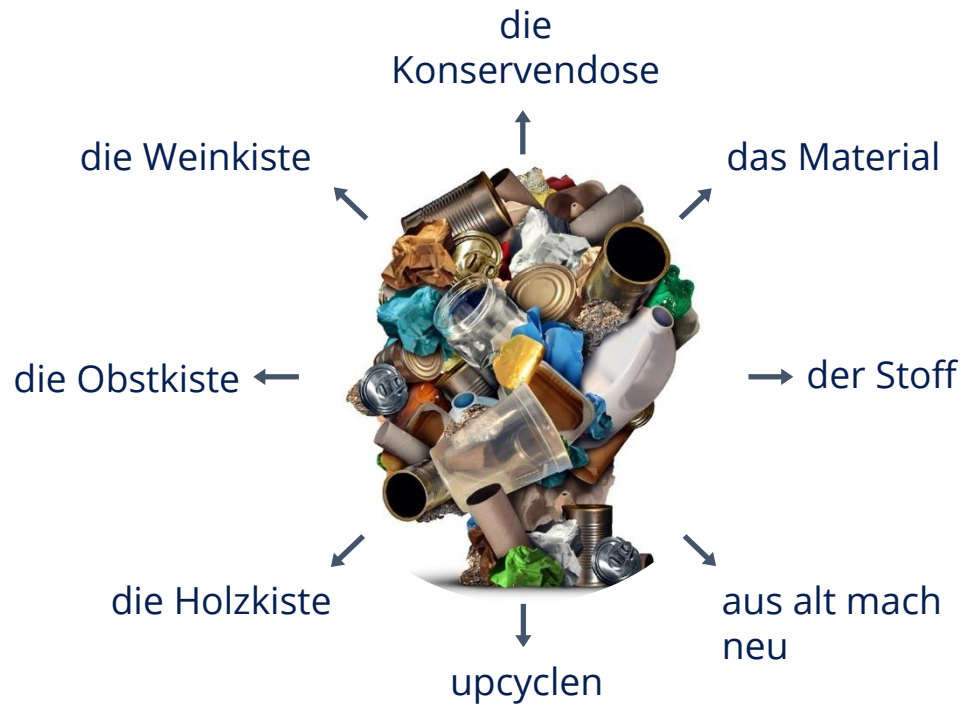 die
Konservendose
die Weinkiste
das Material
die Obstkiste
der Stoff
die Holzkiste
aus alt mach
neu
upcyclen